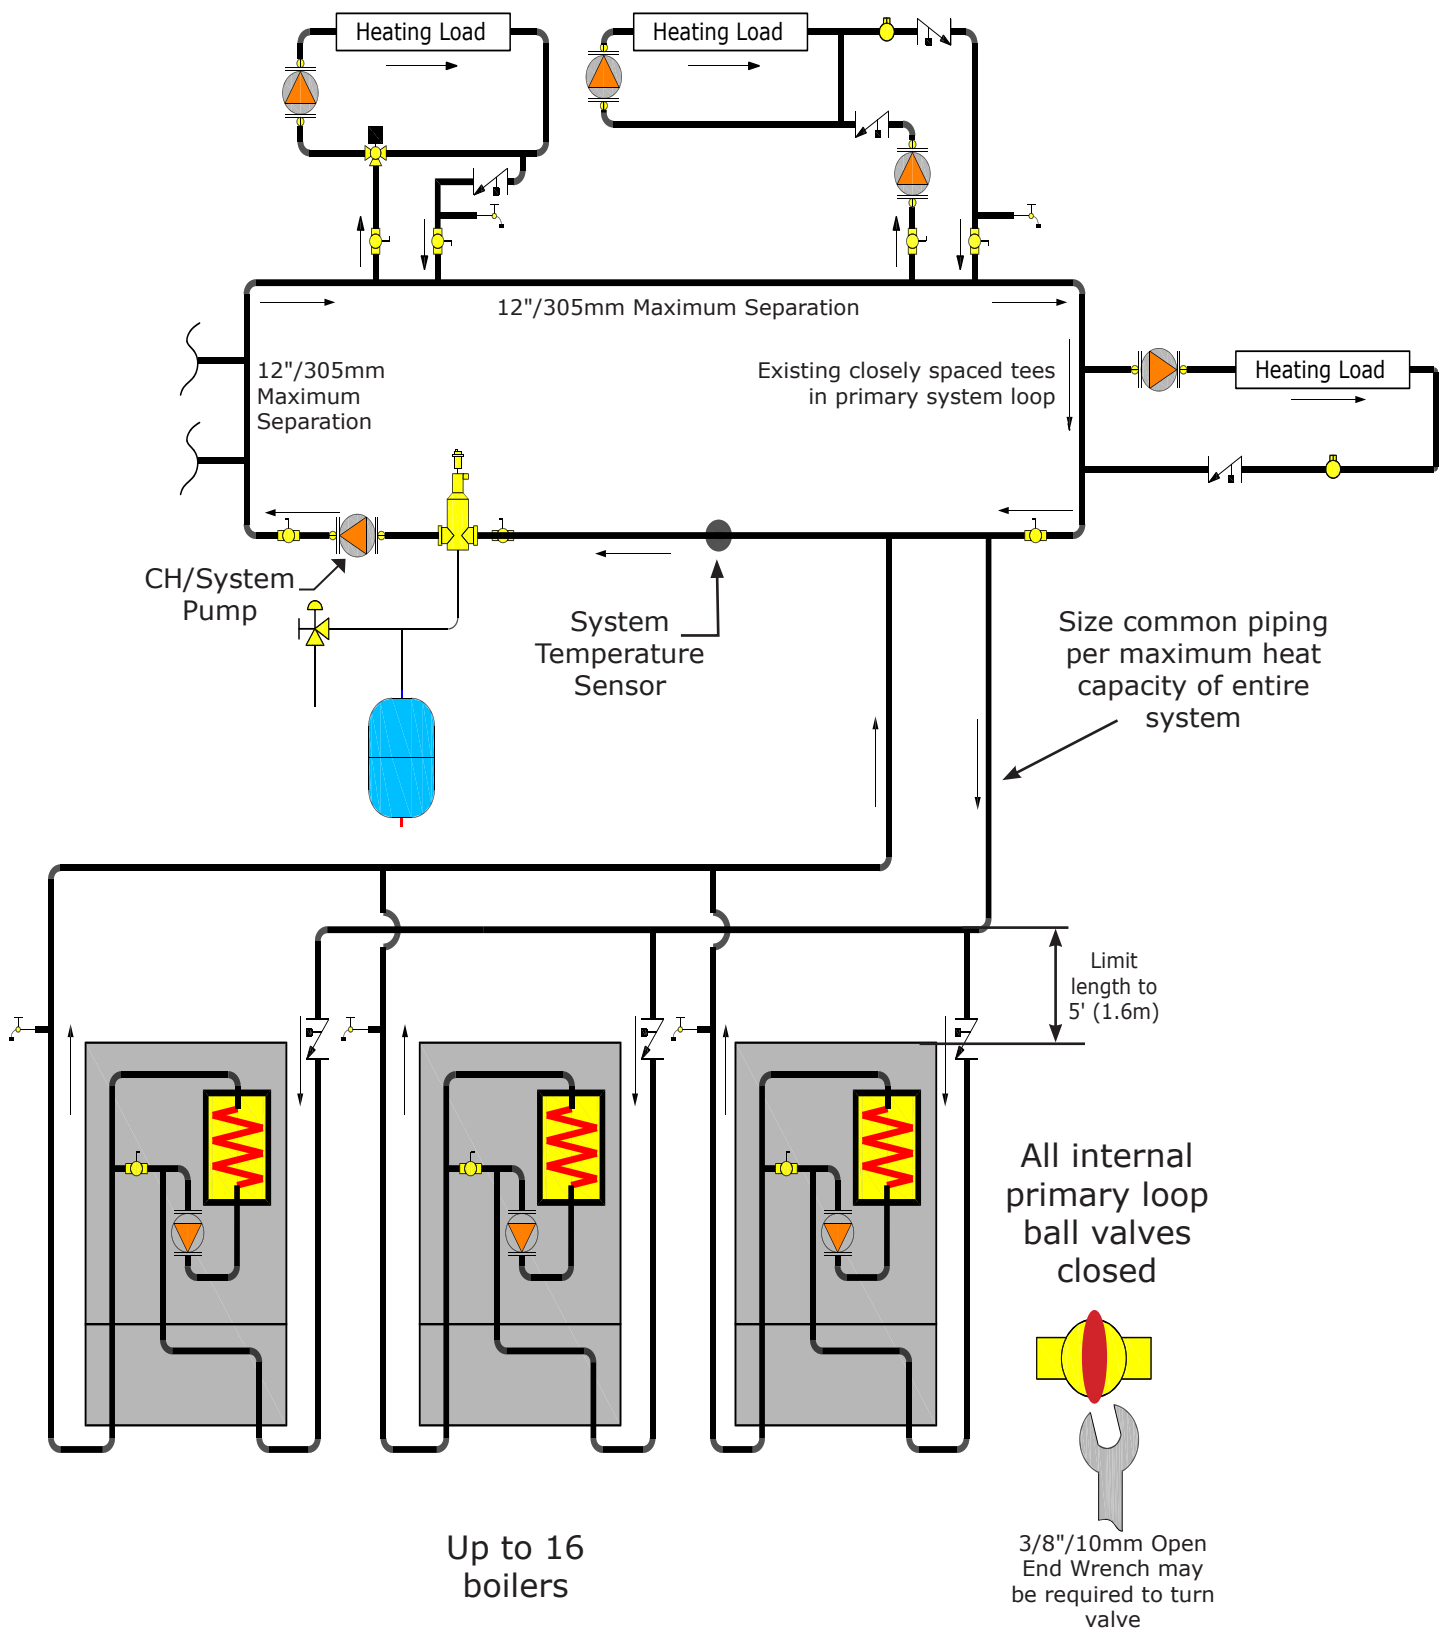 Heating Load
Heating Load
12"/305mm Maximum Separation
12"/305mm
Maximum
Separation
Existing closely spaced tees
in primary system loop
Heating Load
CH/System
Pump
System
Temperature
Sensor
Size common piping
per maximum heat
capacity of entire
system
Limit
length to
5' (1.6m)
All internal
primary loop
ball valves
closed
3/8"/10mm Open
End Wrench may
be required to turn
valve
Up to 16
boilers